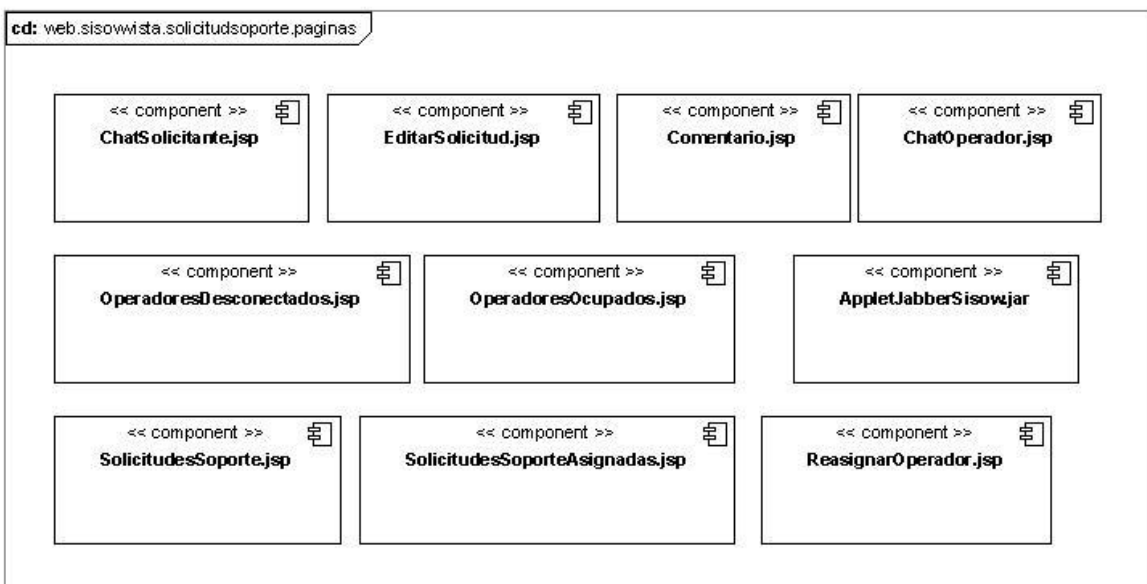 cd: web.sisowvista.solicitudsoporte.paginas
<< component >>
ChatSolicitante.jsp
<< component >>
EditarSolicitud.jsp
<< component >>
Comentario.jsp
<< component >>
ChatOperador.jsp
<< component >>
OperadoresDesconectados.jsp
<< component >>
OperadoresOcupados.jsp
<< component >>
AppletJabberSisow.jar
<< component >>
SolicitudesSoporte.jsp
<< component >>
SolicitudesSoporteAsignadas.jsp
<< component >>
ReasignarOperador.jsp